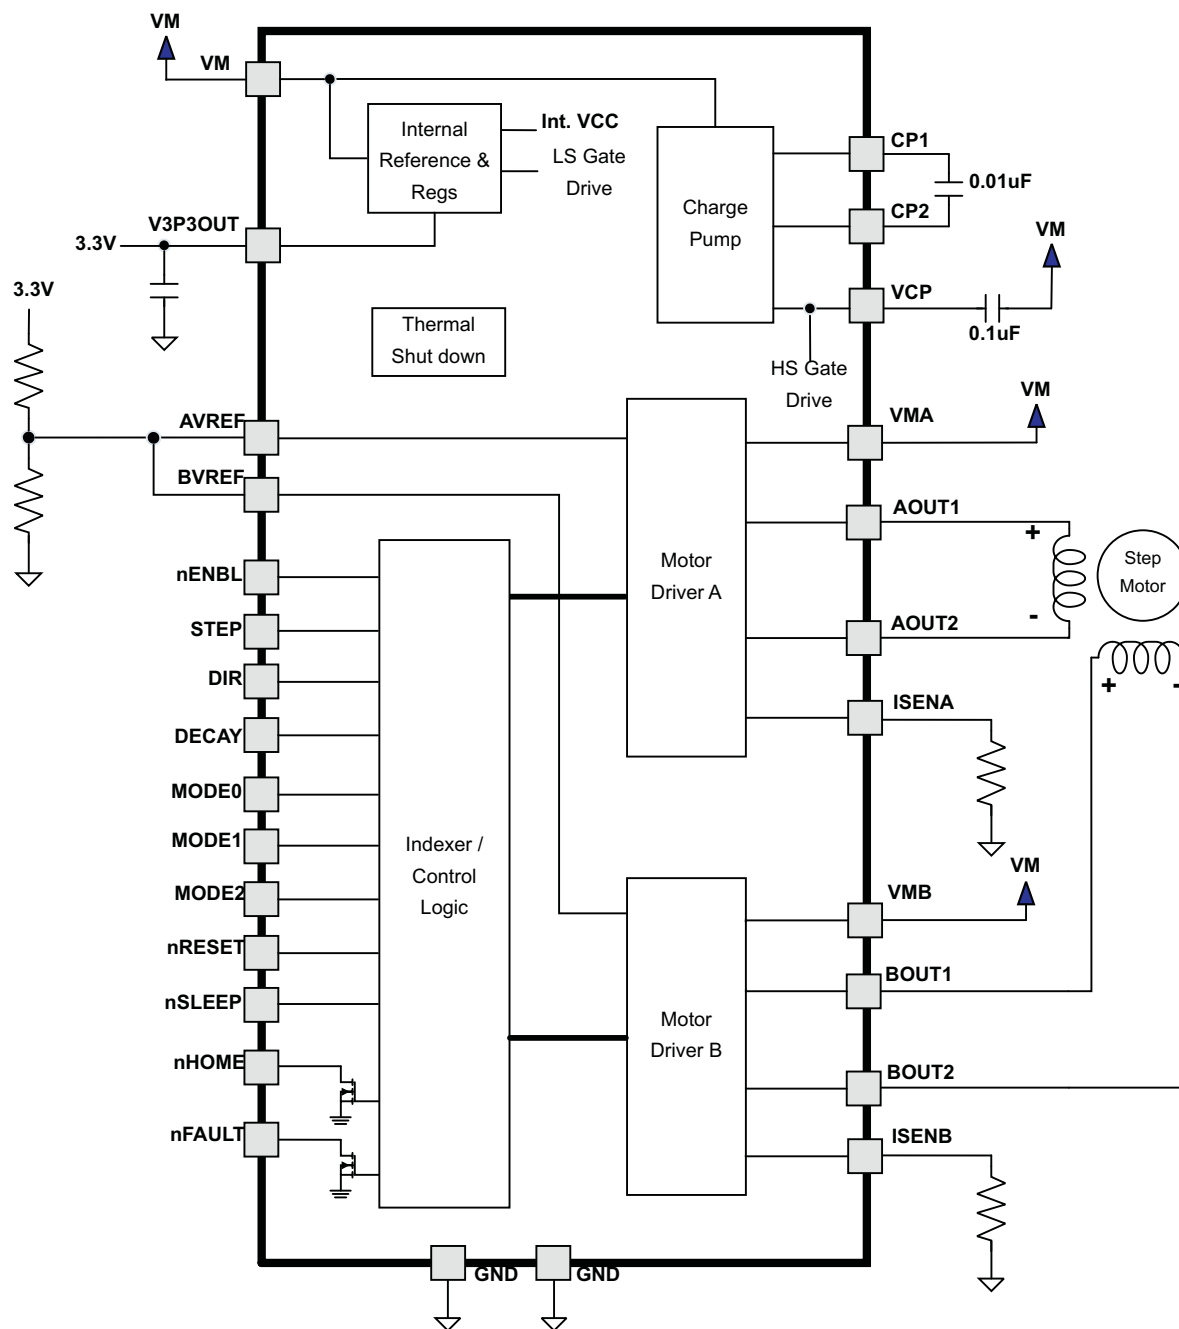 VM
VM
Internal
Reference &
Regs
Int. VCC
LS Gate
Drive
Charge
Pump
CP1
0.01uF
CP2
VM
VCP
0.1uF
HS Gate
Drive
V3P3OUT
3.3V
3.3V
Thermal
Shut down
AVREF
BVREF
VM
VMA
AOUT1
+
Step
Motor
-
AOUT2
+
-
ISENA
Motor
Driver A
nENBL
STEP
DIR
DECAY
MODE0
MODE1
MODE2
nRESET
nSLEEP
nHOME
nFAULT
Indexer /
Control
Logic
VM
VMB
BOUT1
Motor
Driver B
BOUT2
ISENB
GND
GND